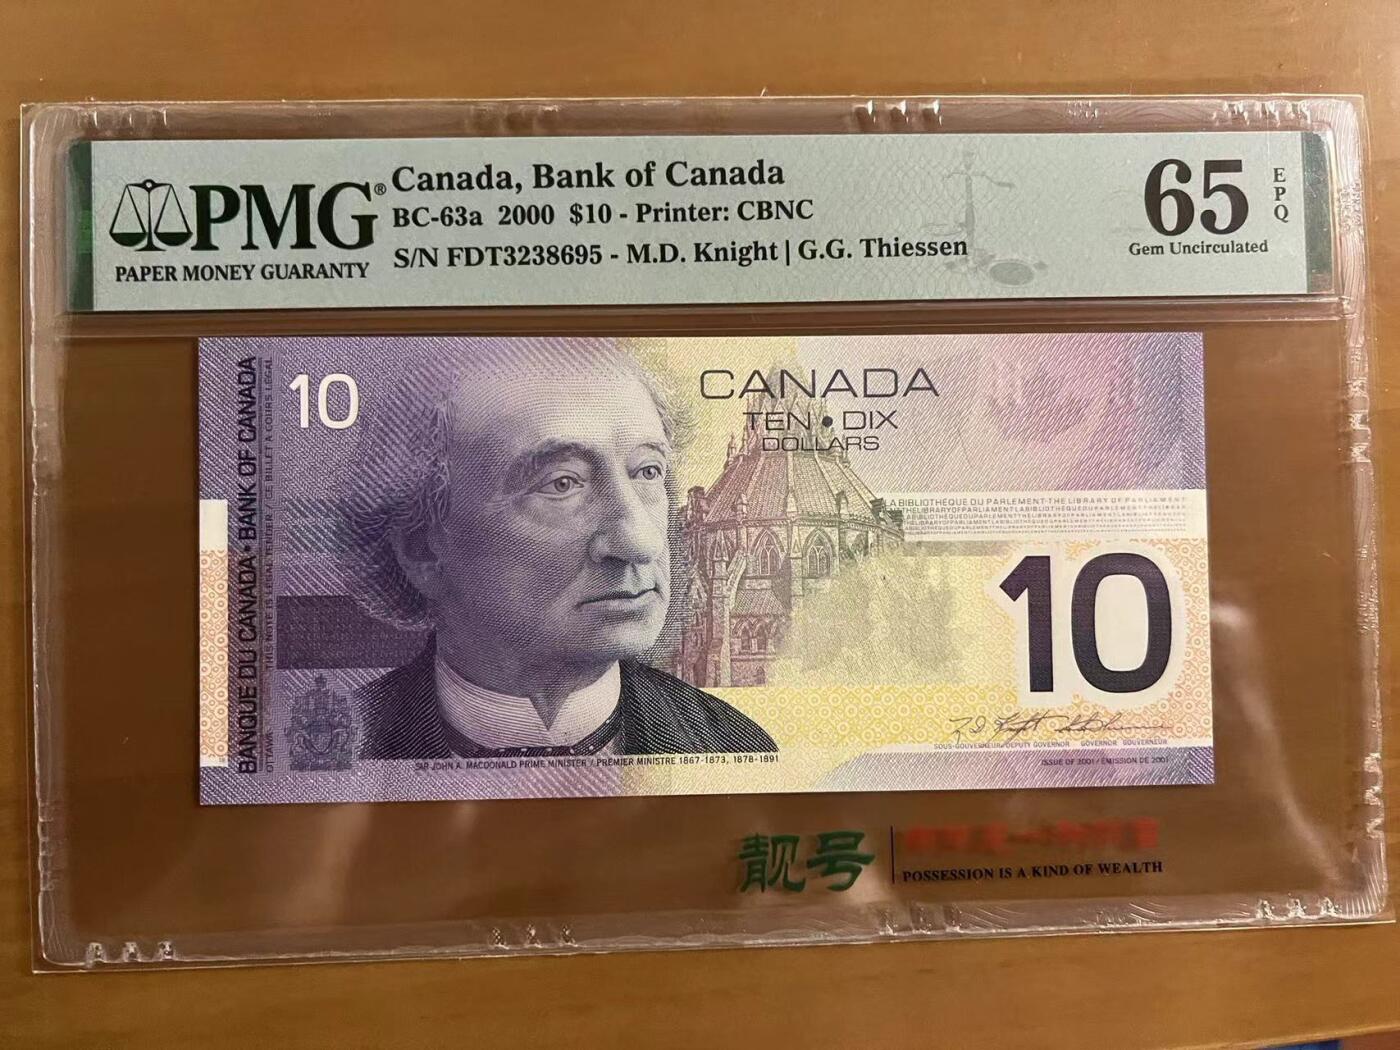 PMG®
PAPER MONEY GUARANTY
Canada, Bank of Canada
BC-63a 2000 $10 - Printer: CBNC
S/N FDT3238695 - M.D. Knight | G.G. Thiessen
65
EPQ
Gem Uncirculated
BANQUE DU CANADA • BANK OF CANADA
10
CANADA
TEN • DIX
DOLLARS
LA BIBLIOTHÈQUE DU PARLEMENT·THE LIBRARY OF PARLIAMENT
10
SOUS-GOUVERNEUR/DEPUTY GOVERNOR GOVERNOR GOUVERNEUR
SIR JOHN A. MACDONALD PRIME MINISTER / PREMIER MINISTRE 1867-1873, 1878-1891
ISSUE OF 2001 / ÉMISSION DE 2001
靓号
POSSESSION IS A KIND OF WEALTH